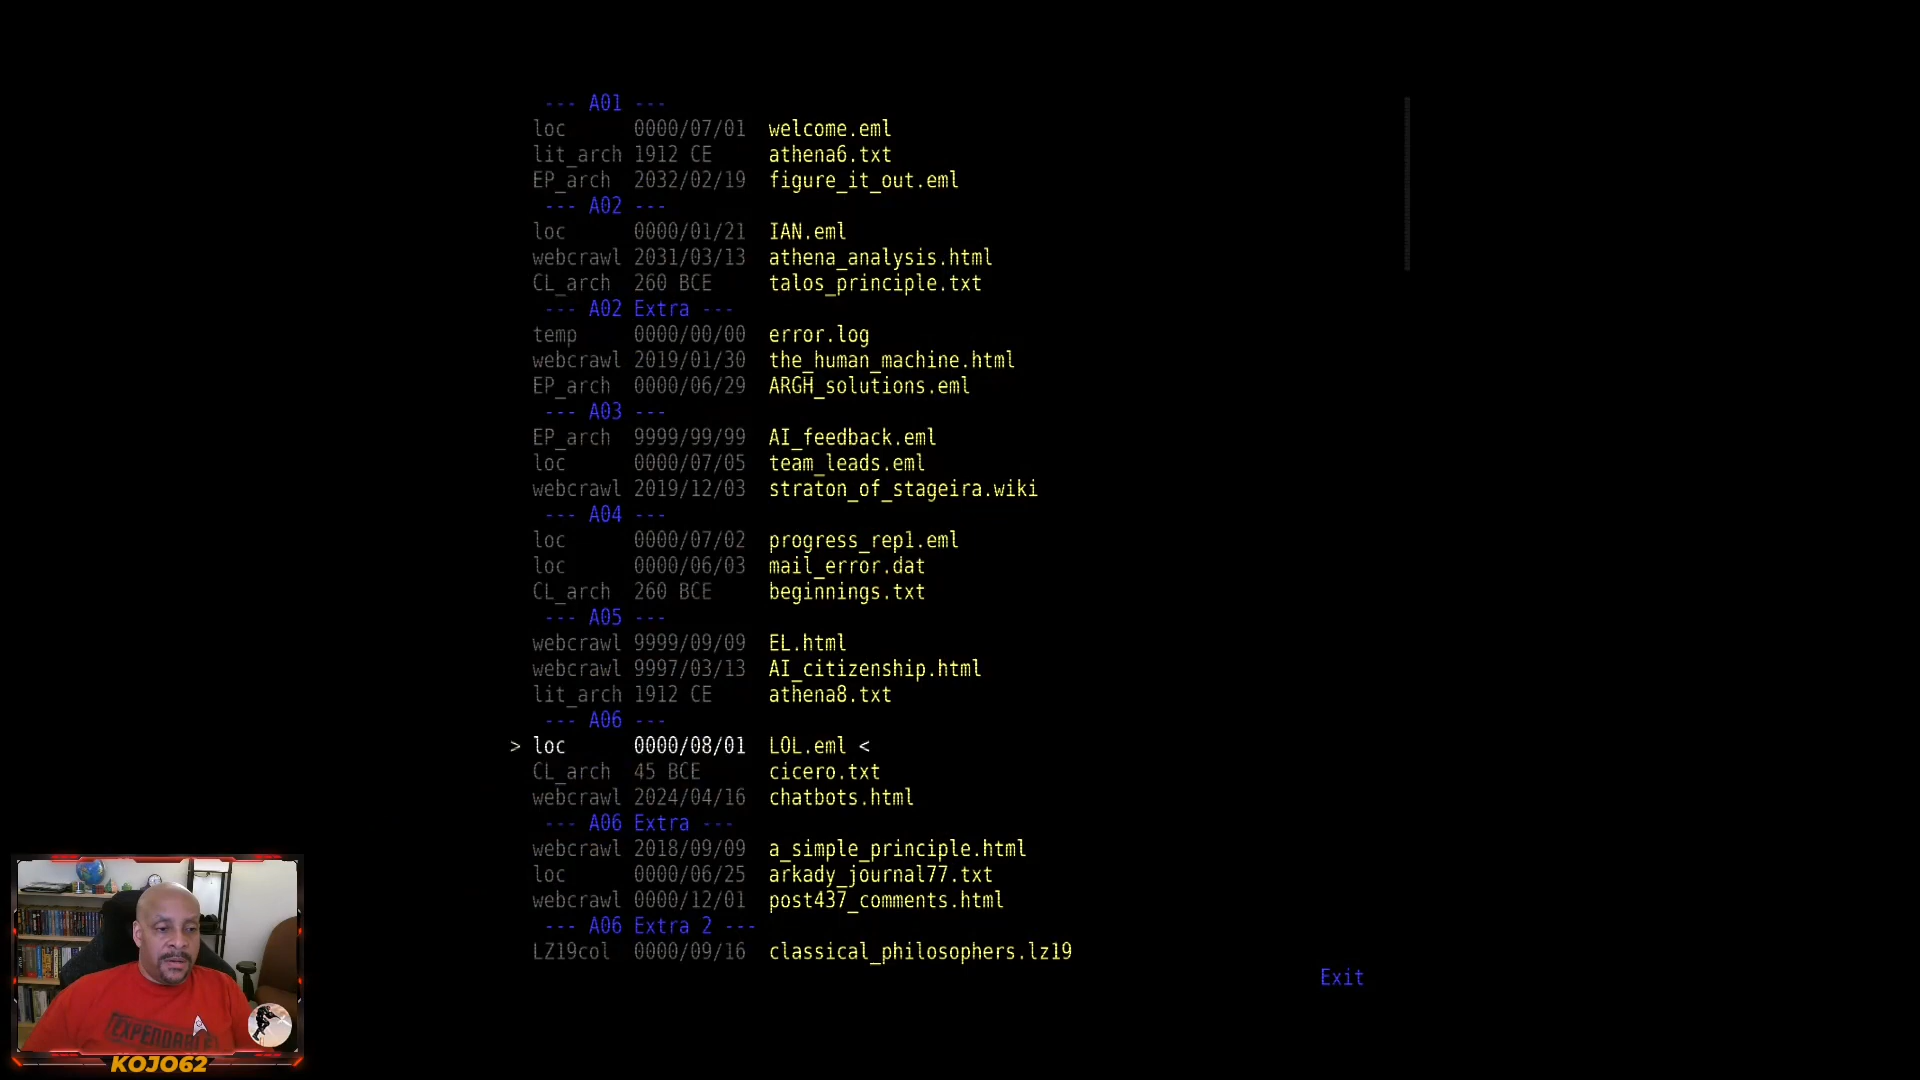 --- A01 ---
loc 0000/07/01 welcome.eml
lit_arch 1912 CE athena6.txt
EP_arch 2032/02/19 figure_it_out.eml
--- A02 ---
loc 0000/01/21 IAN.eml
webcrawl 2031/03/13 athena_analysis.html
CL_arch 260 BCE talos_principle.txt
--- A02 Extra ---
temp 0000/00/00 error.log
webcrawl 2019/01/30 the_human_machine.html
EP_arch 0000/06/29 ARGH_solutions.eml
--- A03 ---
EP_arch 9999/99/99 AI_feedback.eml
loc 0000/07/05 team_leads.eml
webcrawl 2019/12/03 straton_of_stageira.wiki
--- A04 ---
loc 0000/07/02 progress_rep1.eml
loc 0000/06/03 mail_error.dat
CL_arch 260 BCE beginnings.txt
--- A05 ---
webcrawl 9999/09/09 EL.html
webcrawl 9997/03/13 AI_citizenship.html
lit_arch 1912 CE athena8.txt
--- A06 ---
> loc 0000/08/01 LOL.eml <
CL_arch 45 BCE cicero.txt
webcrawl 2024/04/16 chatbots.html
--- A06 Extra ---
webcrawl 2018/09/09 a_simple_principle.html
loc 0000/06/25 arkady_journal77.txt
webcrawl 0000/12/01 post437_comments.html
--- A06 Extra 2 ---
LZ19col 0000/09/16 classical_philosophers.lz19
Exit
EXPENDABLE
KOJO62